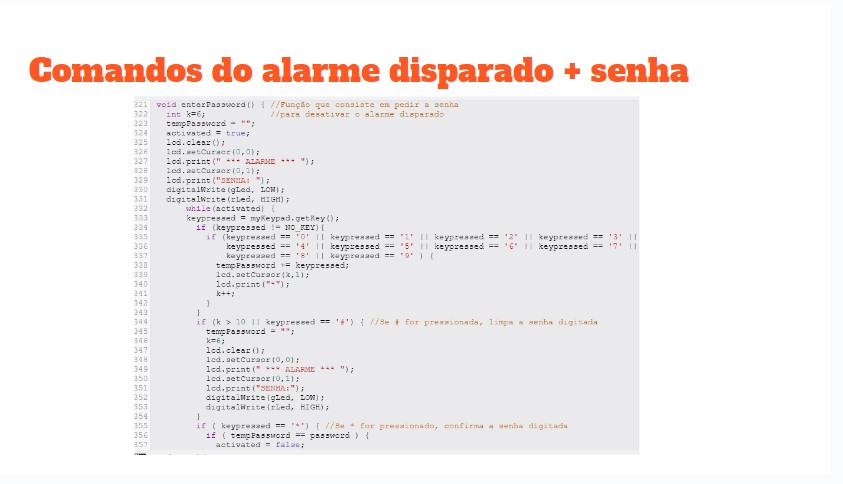 Comandos do alarme disparado + senha
321 void enterPassword() { //Função que consiste em pedir a senha
322 int k=6; //para desativar o alarme disparado
323 tempPassword = "";
324 activated = true;
325 lcd.clear();
326 lcd.setCursor(0,0);
327 lcd.print(" *** ALARME *** ");
328 lcd.setCursor(0,1);
329 lcd.print("SENHA: ");
330 digitalWrite(gLed, LOW);
331 digitalWrite(rLed, HIGH);
332 while(activated) {
333 keypressed = myKeypad.getKey();
334 if (keypressed != NO_KEY){
335 if (keypressed == '0' || keypressed == '1' || keypressed == '2' || keypressed == '3' ||
336 keypressed == '4' || keypressed == '5' || keypressed == '6' || keypressed == '7' ||
337 keypressed == '8' || keypressed == '9' ) {
338 tempPassword += keypressed;
339 lcd.setCursor(k,1);
340 lcd.print("*");
341 k++;
342 }
343 }
344 if (k > 10 || keypressed == '#') { //Se # for pressionada, limpa a senha digitada
345 tempPassword = "";
346 k=6;
347 lcd.clear();
348 lcd.setCursor(0,0);
349 lcd.print(" *** ALARME *** ");
350 lcd.setCursor(0,1);
351 lcd.print("SENHA:");
352 digitalWrite(gLed, LOW);
353 digitalWrite(rLed, HIGH);
354 }
355 if ( keypressed == '*') { //Se * for pressionado, confirma a senha digitada
356 if ( tempPassword == password ) {
357 activated = false;